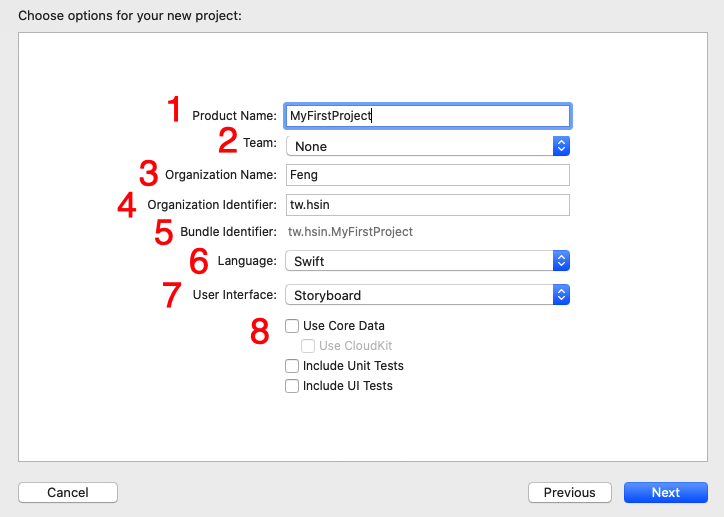 Choose options for your new project:
1 Product Name: MyFirstProject
2 Team: None
3 Organization Name: Feng
4 Organization Identifier: tw.hsin
5 Bundle Identifier: tw.hsin.MyFirstProject
6 Language: Swift
7 User Interface: Storyboard
8 Use Core Data
Use CloudKit
Include Unit Tests
Include UI Tests
Cancel Previous Next